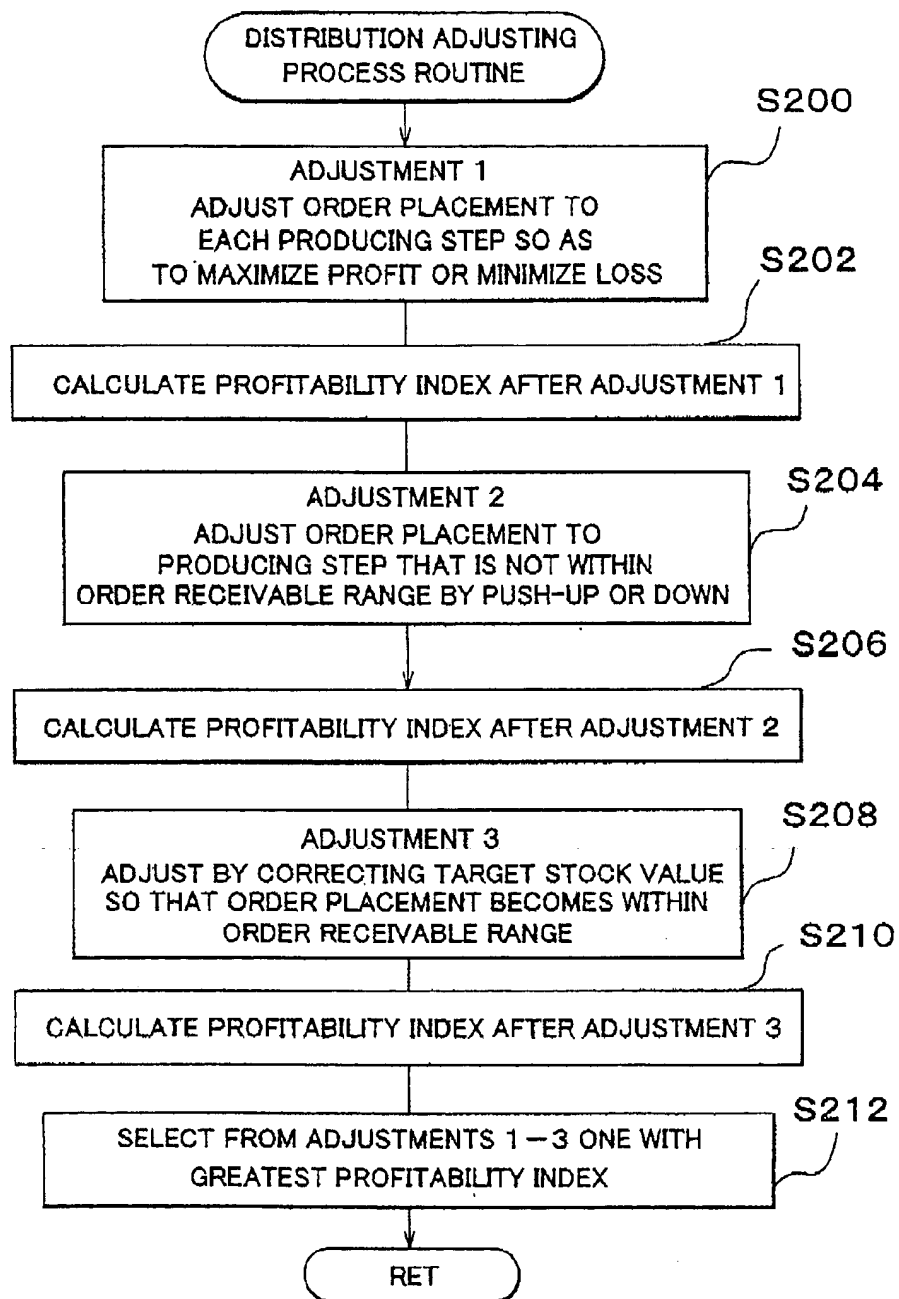 DISTRIBUTION ADJUSTING
PROCESS ROUTINE
S200
ADJUSTMENT 1
ADJUST ORDER PLACEMENT TO
EACH PRODUCING STEP SO AS
TO MAXIMIZE PROFIT OR MINIMIZE LOSS
S202
CALCULATE PROFITABILITY INDEX AFTER ADJUSTMENT 1
S204
ADJUSTMENT 2
ADJUST ORDER PLACEMENT TO
PRODUCING STEP THAT IS NOT WITHIN
ORDER RECEIVABLE RANGE BY PUSH-UP OR DOWN
S206
CALCULATE PROFITABILITY INDEX AFTER ADJUSTMENT 2
S208
ADJUSTMENT 3
ADJUST BY CORRECTING TARGET STOCK VALUE
SO THAT ORDER PLACEMENT BECOMES WITHIN
ORDER RECEIVABLE RANGE
S210
CALCULATE PROFITABILITY INDEX AFTER ADJUSTMENT 3
S212
SELECT FROM ADJUSTMENTS 1-3 ONE WITH
GREATEST PROFITABILITY INDEX
RET